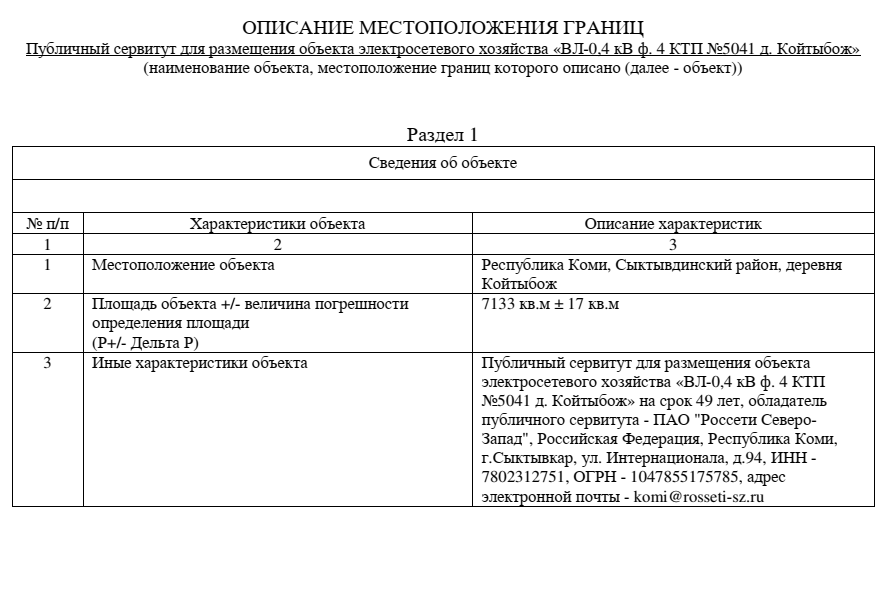 ОПИСАНИЕ МЕСТОПОЛОЖЕНИЯ ГРАНИЦ
Публичный сервитут для размещения объекта электросетевого хозяйства «ВЛ-0,4 кВ ф. 4 КТП №5041 д. Койтыбож»
(наименование объекта, местоположение границ которого описано (далее - объект))
Раздел 1
Сведения об объекте
№ п/п Характеристики объекта Описание характеристик
1 2 3
1 Местоположение объекта Республика Коми, Сыктывдинский район, деревня
Койтыбож
2 Площадь объекта +/- величина погрешности 7133 кв.м ± 17 кв.м
определения площади
(Р+/- Дельта Р)
3 Иные характеристики объекта Публичный сервитут для размещения объекта
электросетевого хозяйства «ВЛ-0,4 кВ ф. 4 КТП
№5041 д. Койтыбож» на срок 49 лет, обладатель
публичного сервитута - ПАО "Россети Северо-
Запад", Российская Федерация, Республика Коми,
г.Сыктывкар, ул. Интернационала, д.94, ИНН -
7802312751, ОГРН - 1047855175785, адрес
электронной почты - komi@rosseti-sz.ru